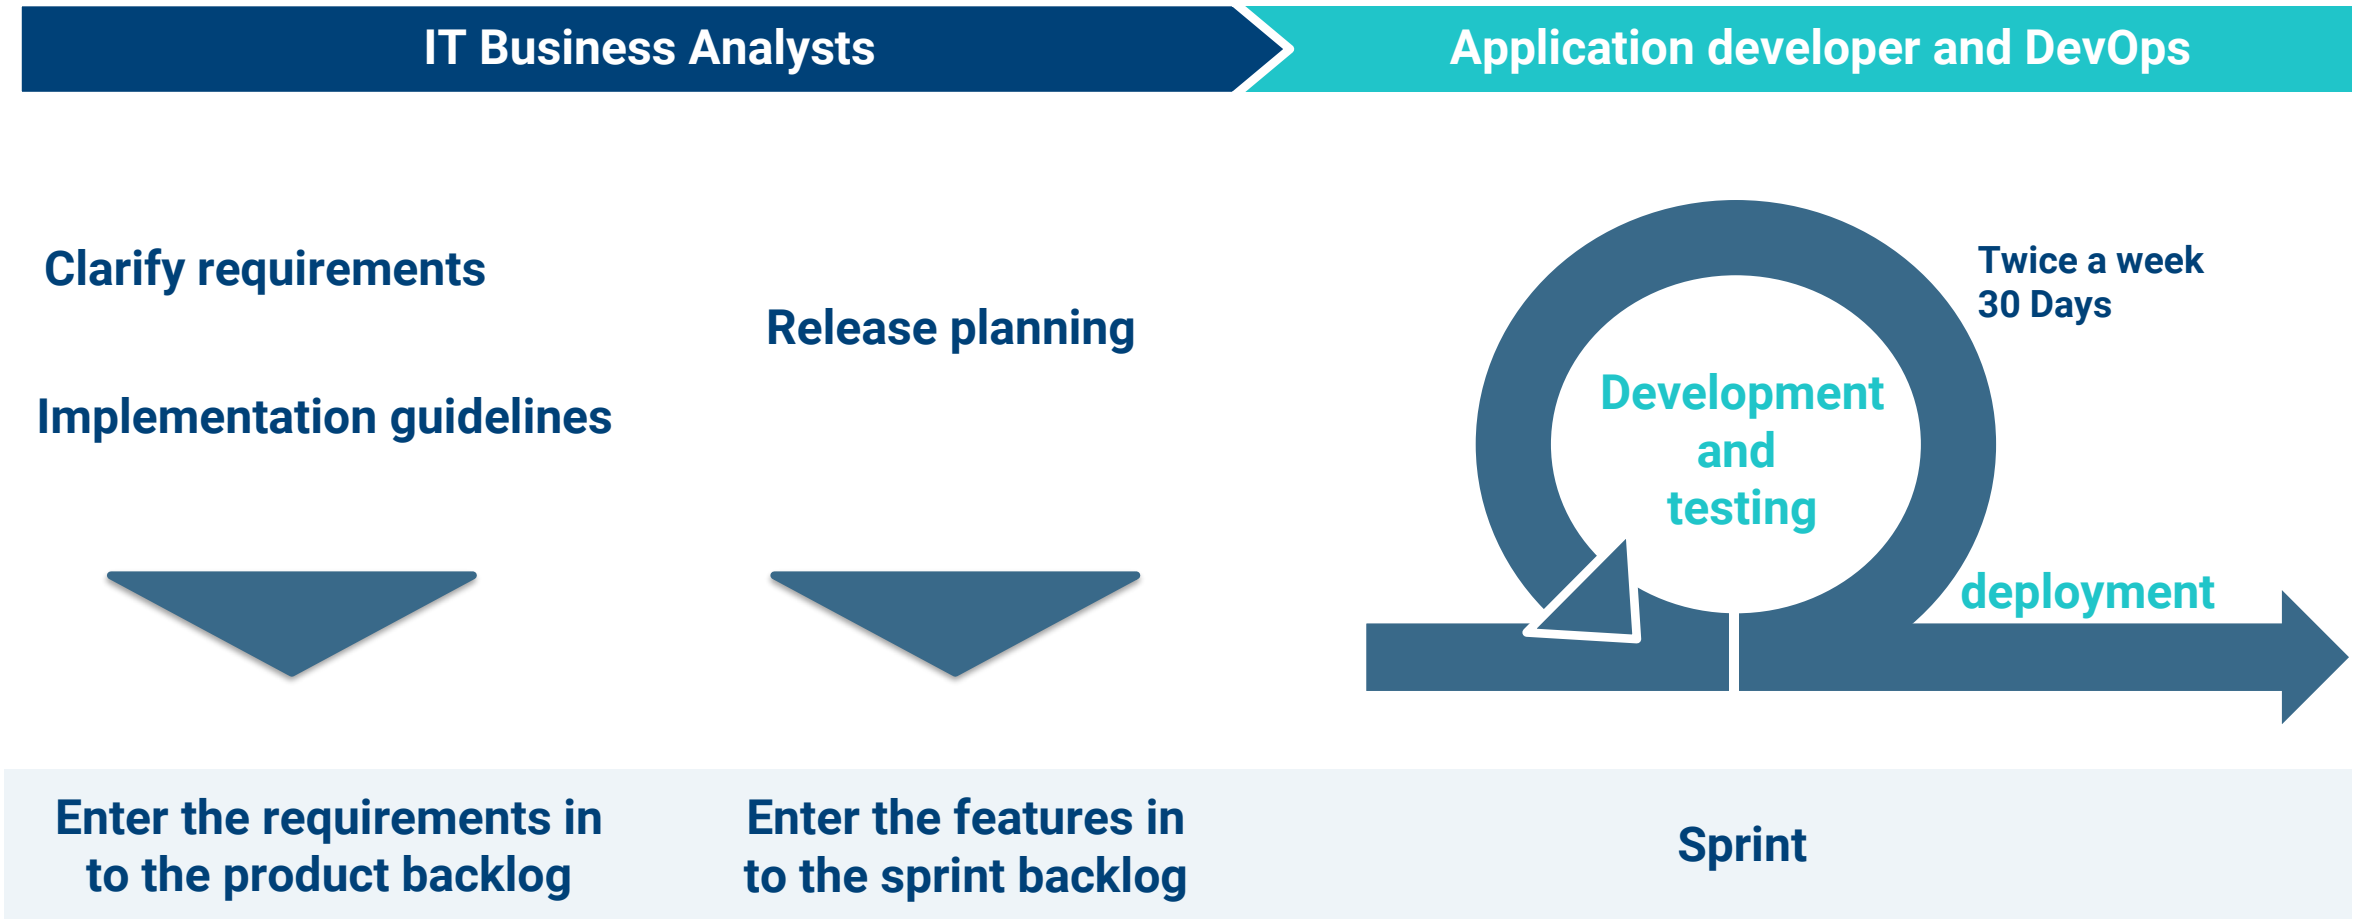 IT Business Analysts
Application developer and DevOps
Clarify requirements
Implementation guidelines
Release planning
Twice a week
30 Days
Development
and
testing
deployment
Enter the requirements in
to the product backlog
Enter the features in
to the sprint backlog
Sprint